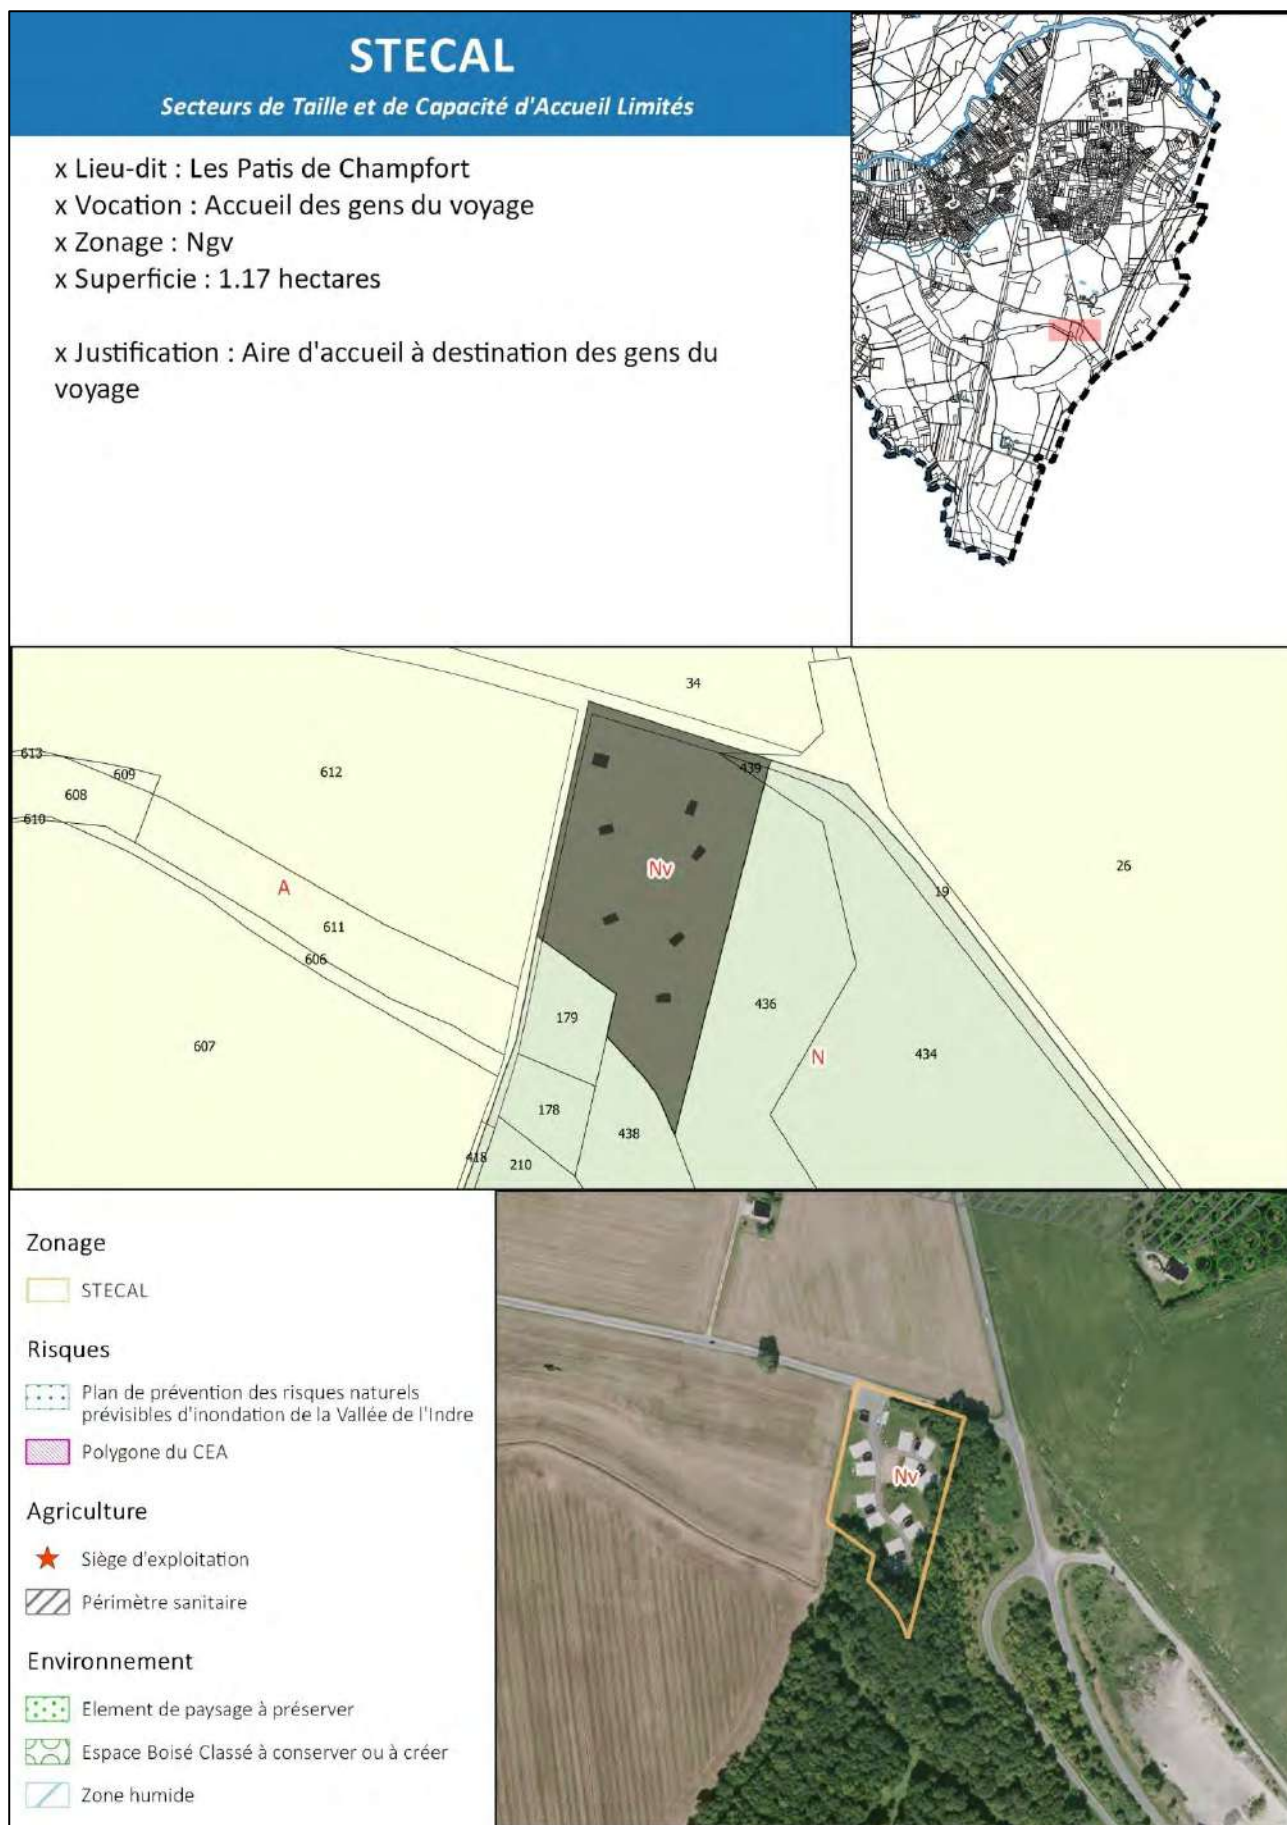 STECAL
Secteurs de Taille et de Capacité d'Accueil Limités
x Lieu-dit : Les Patis de Champfort
x Vocation : Accueil des gens du voyage
x Zonage : Ngv
x Superficie : 1.17 hectares
x Justification : Aire d'accueil à destination des gens du
voyage
34
613
609
612
439
608
610
Nv
26
A
19
611
606
179
436
607
N
434
178
438
418
210
Zonage
STECAL
Risques
Plan de prévention des risques naturels
prévisibles d'inondation de la Vallée de l'Indre
Polygone du CEA
Agriculture
Siège d'exploitation
Périmètre sanitaire
Environnement
Element de paysage à préserver
Espace Boisé Classé à conserver ou à créer
Zone humide
Nv